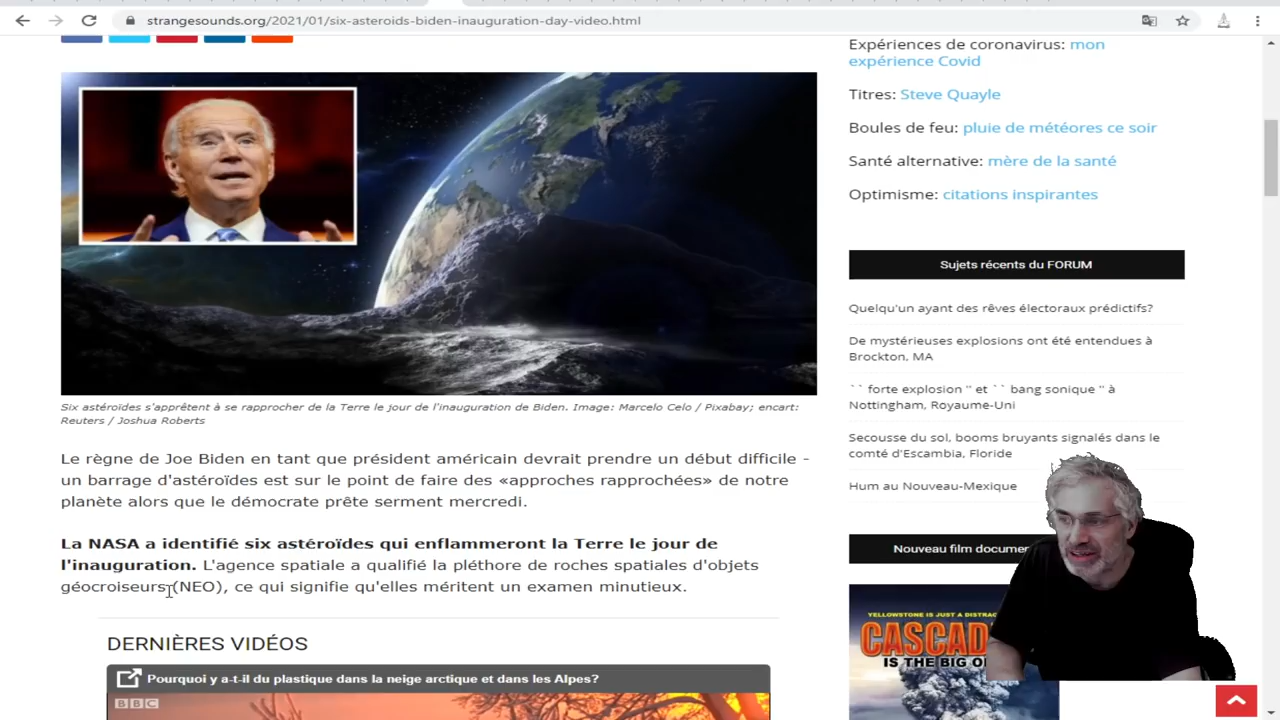 strangesounds.org/2021/01/six-asteroids-biden-inauguration-day-video.html
Six astéroïdes s'apprêtent à se rapprocher de la Terre le jour de l'inauguration de Biden. Image: Marcelo Celo / Pixabay; encart:
Reuters / Joshua Roberts
Le règne de Joe Biden en tant que président américain devrait prendre un début difficile -
un barrage d'astéroïdes est sur le point de faire des «approches rapprochées» de notre
planète alors que le démocrate prête serment mercredi.
La NASA a identifié six astéroïdes qui enflammeront la Terre le jour de
l'inauguration. L'agence spatiale a qualifié la pléthore de roches spatiales d'objets
géocroiseurs (NEO), ce qui signifie qu'elles méritent un examen minutieux.
DERNIÈRES VIDÉOS
Pourquoi y a-t-il du plastique dans la neige arctique et dans les Alpes?
BBC
Expériences de coronavirus: mon
expérience Covid
Titres: Steve Quayle
Boules de feu: pluie de météores ce soir
Santé alternative: mère de la santé
Optimisme: citations inspirantes
Sujets récents du FORUM
Quelqu'un ayant des rêves électoraux prédictifs?
De mystérieuses explosions ont été entendues à
Brockton, MA
`` forte explosion '' et `` bang sonique '' à
Nottingham, Royaume-Uni
Secousse du sol, booms bruyants signalés dans le
comté d'Escambia, Floride
Hum au Nouveau-Mexique
Nouveau film
YELLOWSTONE IS JUST A
CASCAD
IS THE BIG